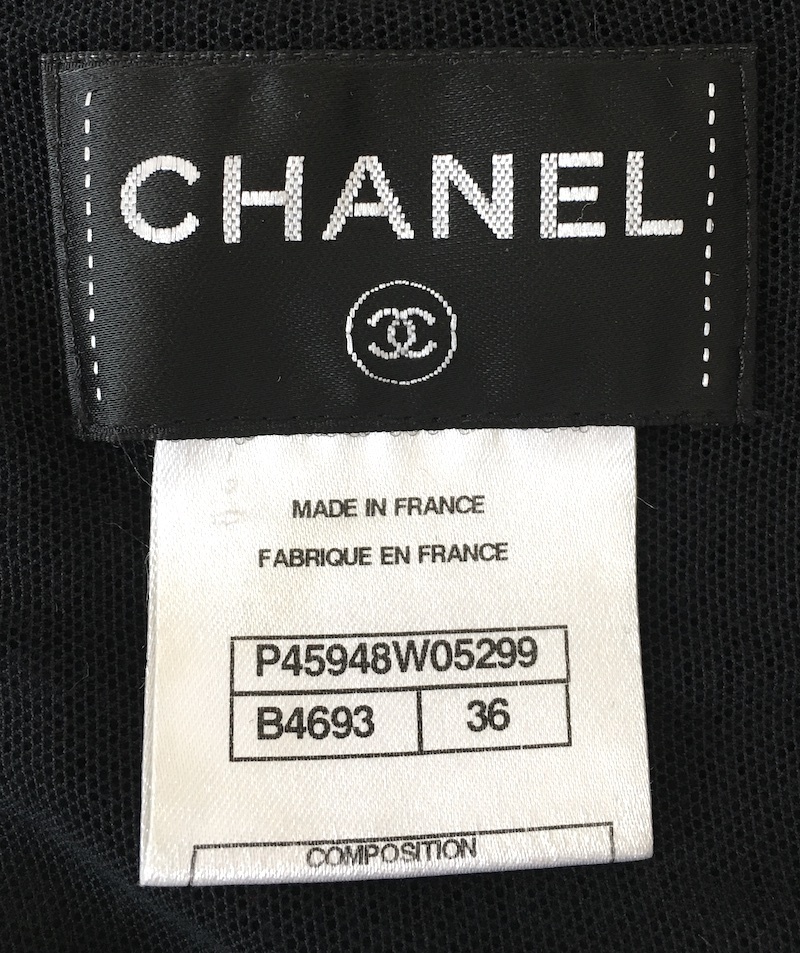 CHANEL
MADE IN FRANCE
FABRIQUE EN FRANCE
P45948W05299
B4693 36
COMPOSITION